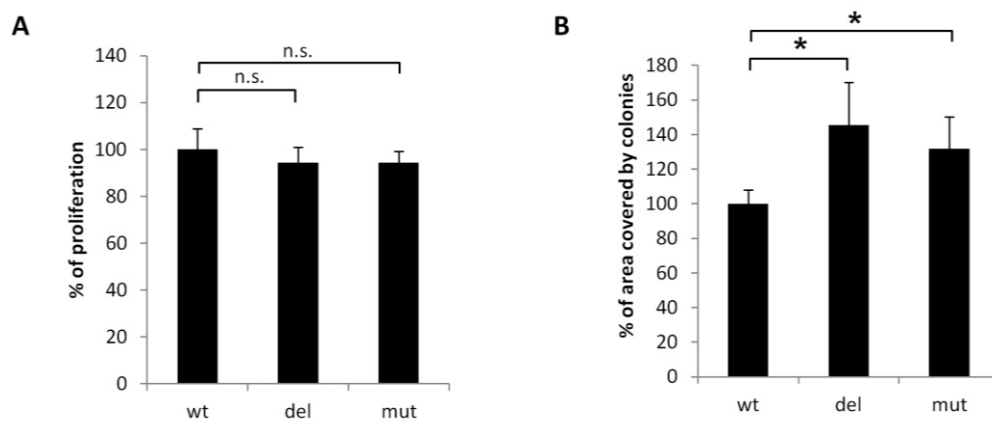 A
% of proliferation
140
120
100
80
60
40
20
0
n.s.
n.s.
wt del mut
B
% of area covered by colonies
180
160
140
120
100
80
60
40
20
0
*
*
wt del mut